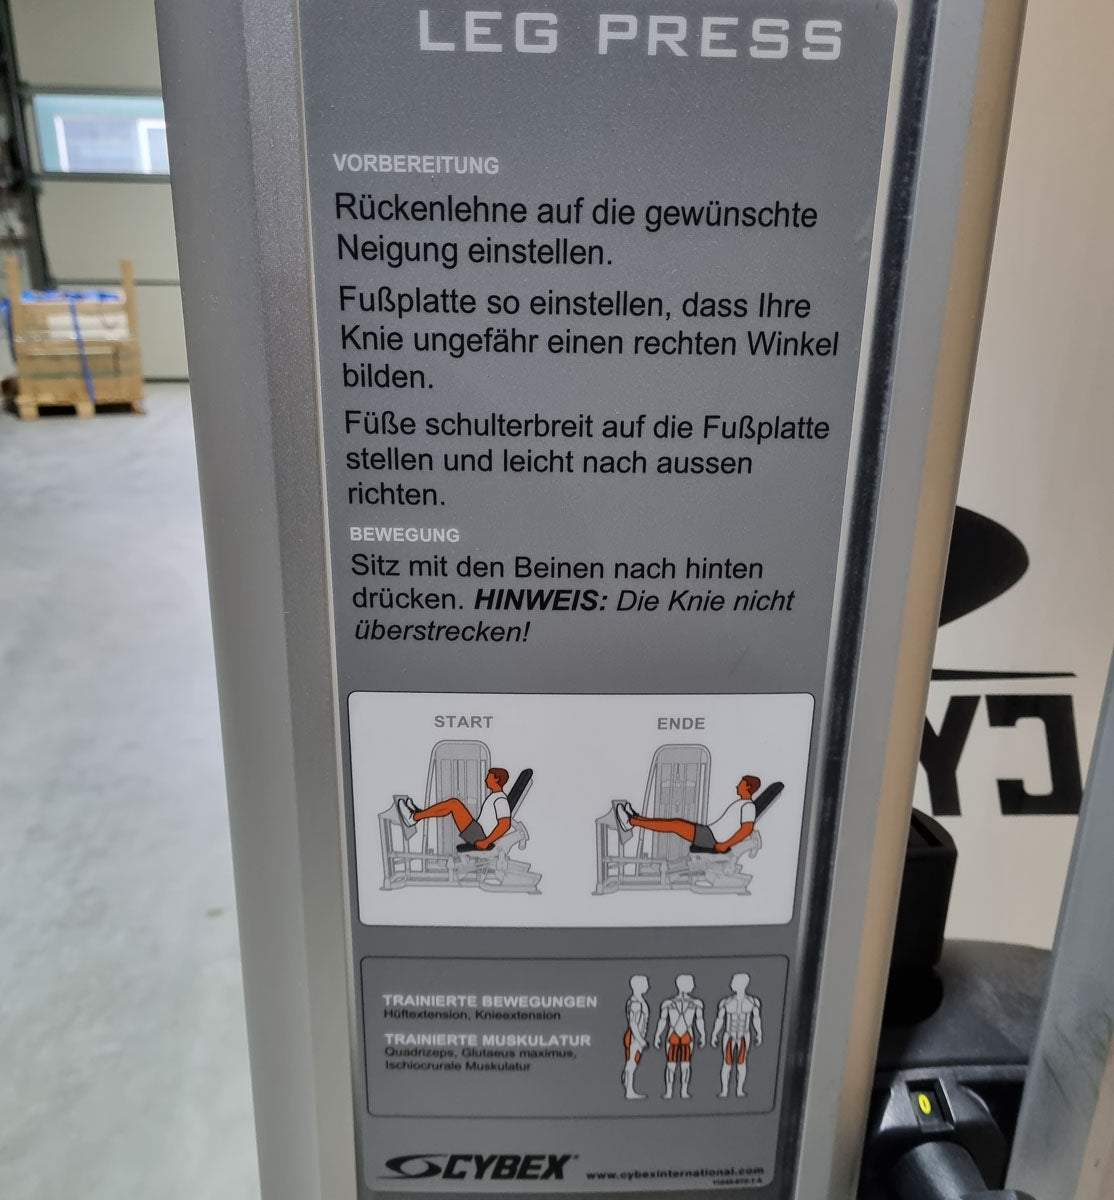 LEG PRESS
VORBEREITUNG
Rückenlehne auf die gewünschte
Neigung einstellen.
Fußplatte so einstellen, dass Ihre
Knie ungefähr einen rechten Winkel
bilden.
Füße schulterbreit auf die Fußplatte
stellen und leicht nach aussen
richten.
BEWEGUNG
Sitz mit den Beinen nach hinten
drücken. HINWEIS: Die Knie nicht
überstrecken!
START
ENDE
TRAINIERTE BEWEGUNGEN
Hüftextension, Knieextension
TRAINIERTE MUSKULATUR
Quadrizeps, Glutaeus maximus,
Ischiocrurale Muskulatur
CYBEX
www.cybexinternational.com
CY